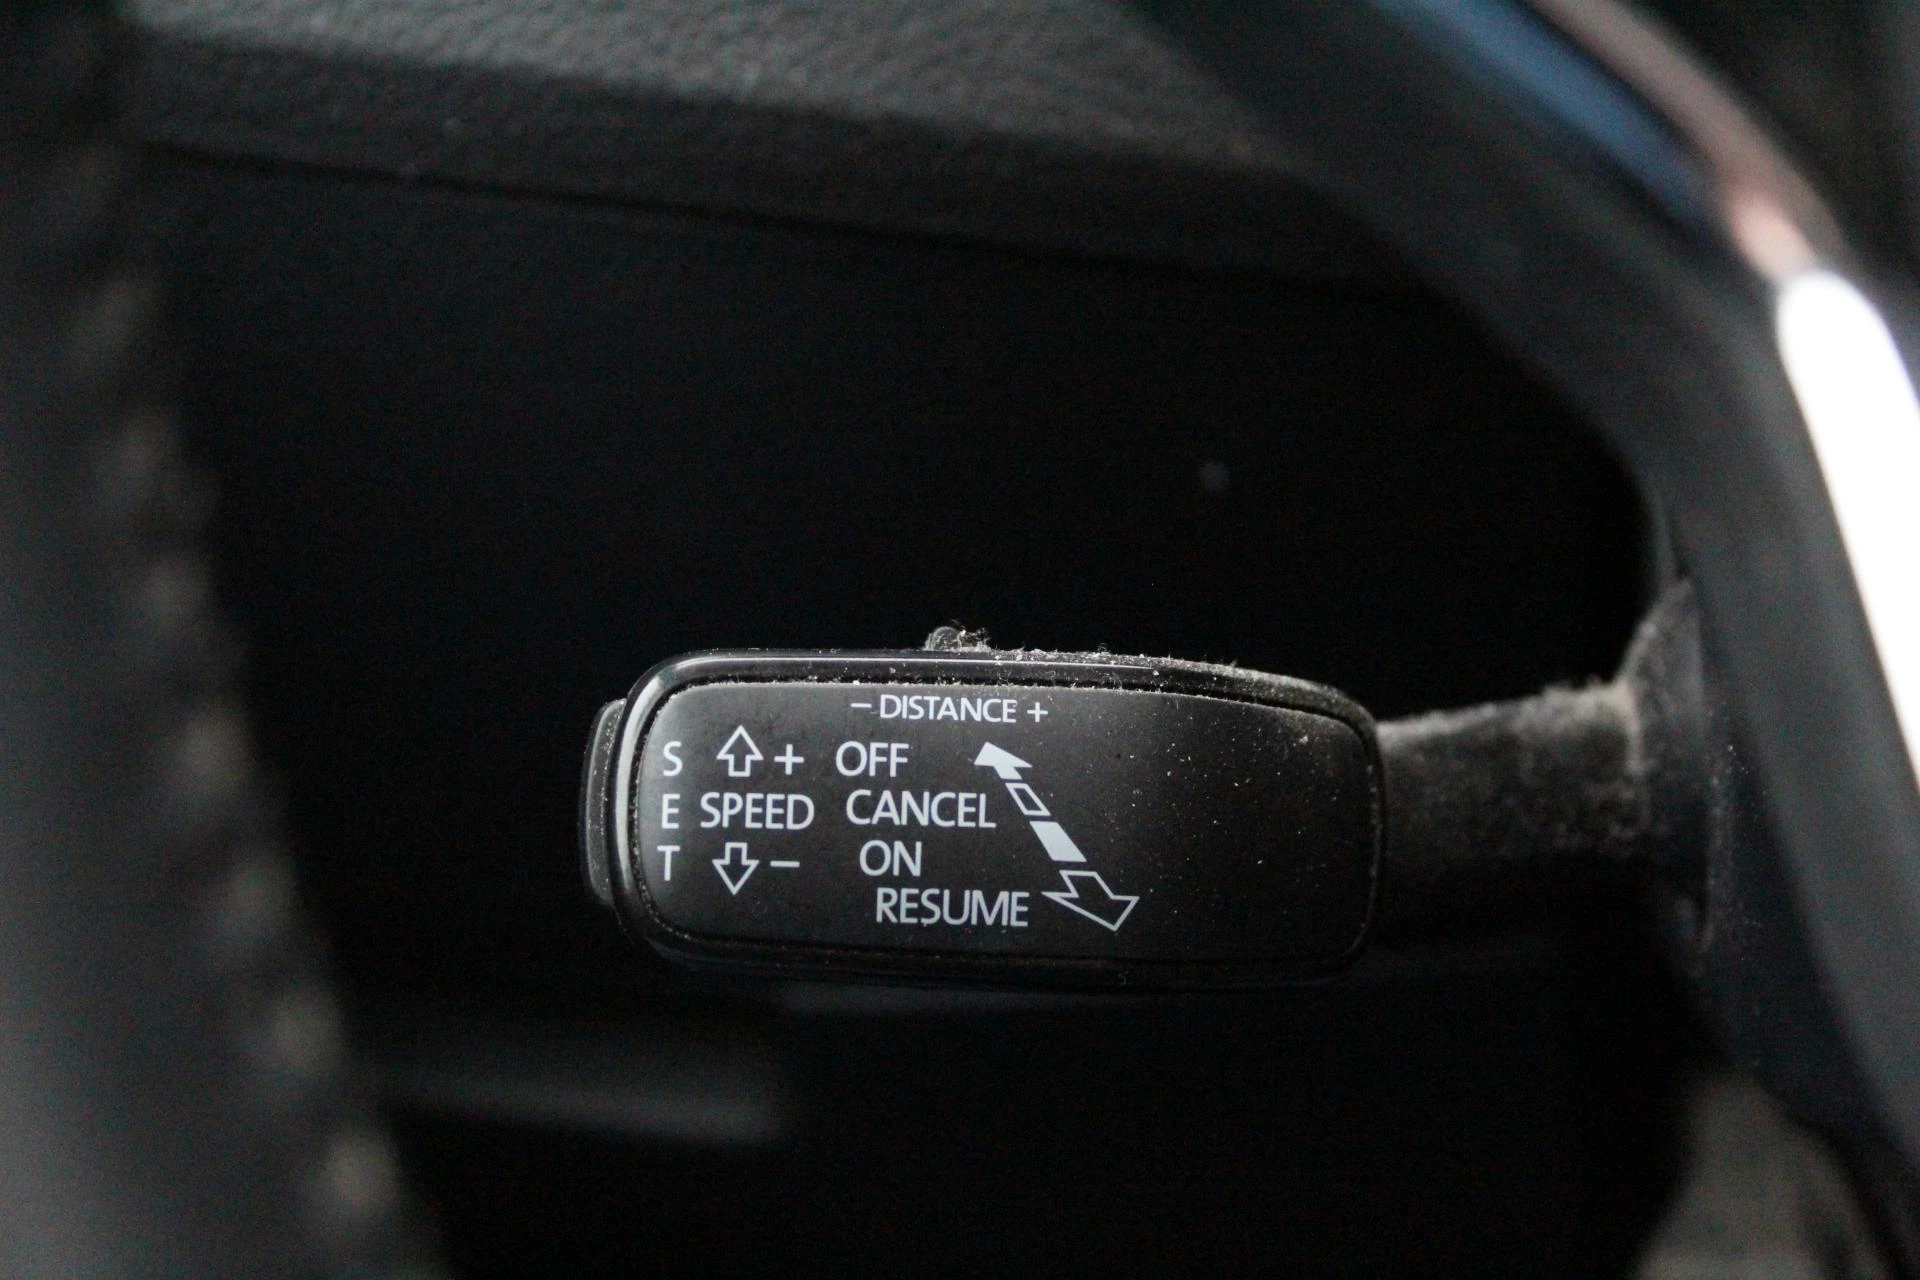 − DISTANCE +
S + OFF
E SPEED CANCEL
T − ON
RESUME